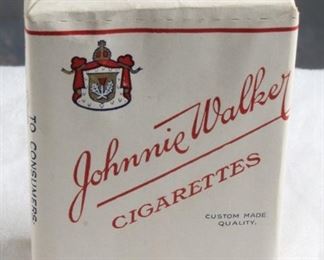 Johnnie Walker
CIGARETTES
CUSTOM MADE
QUALITY.
TO CONSUMERS: